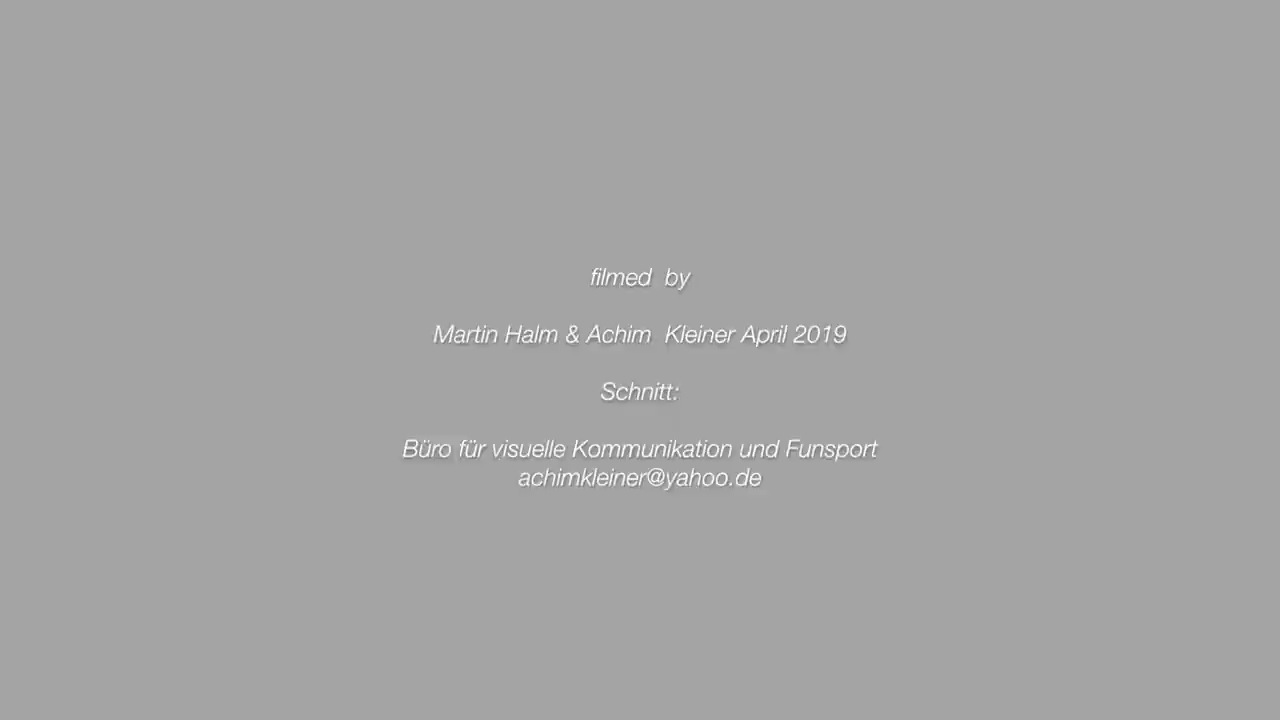 filmed  by
Martin Halm & Achim  Kleiner April 2019
Schnitt:
Büro für visuelle Kommunikation und Funsport
achimkleiner@yahoo.de